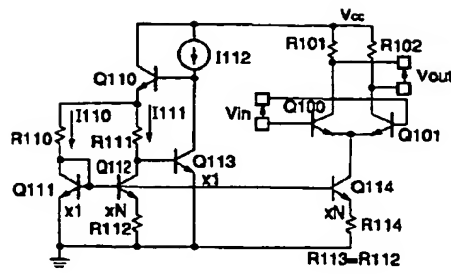 Vcc
R101
R102
I112
Q110
Vout
I110
I111
Vin
Q100
R110
R111
Q101
Q112
Q113
Q111
x1
Q114
x1
xN
xN
R112
R114
R113=R112